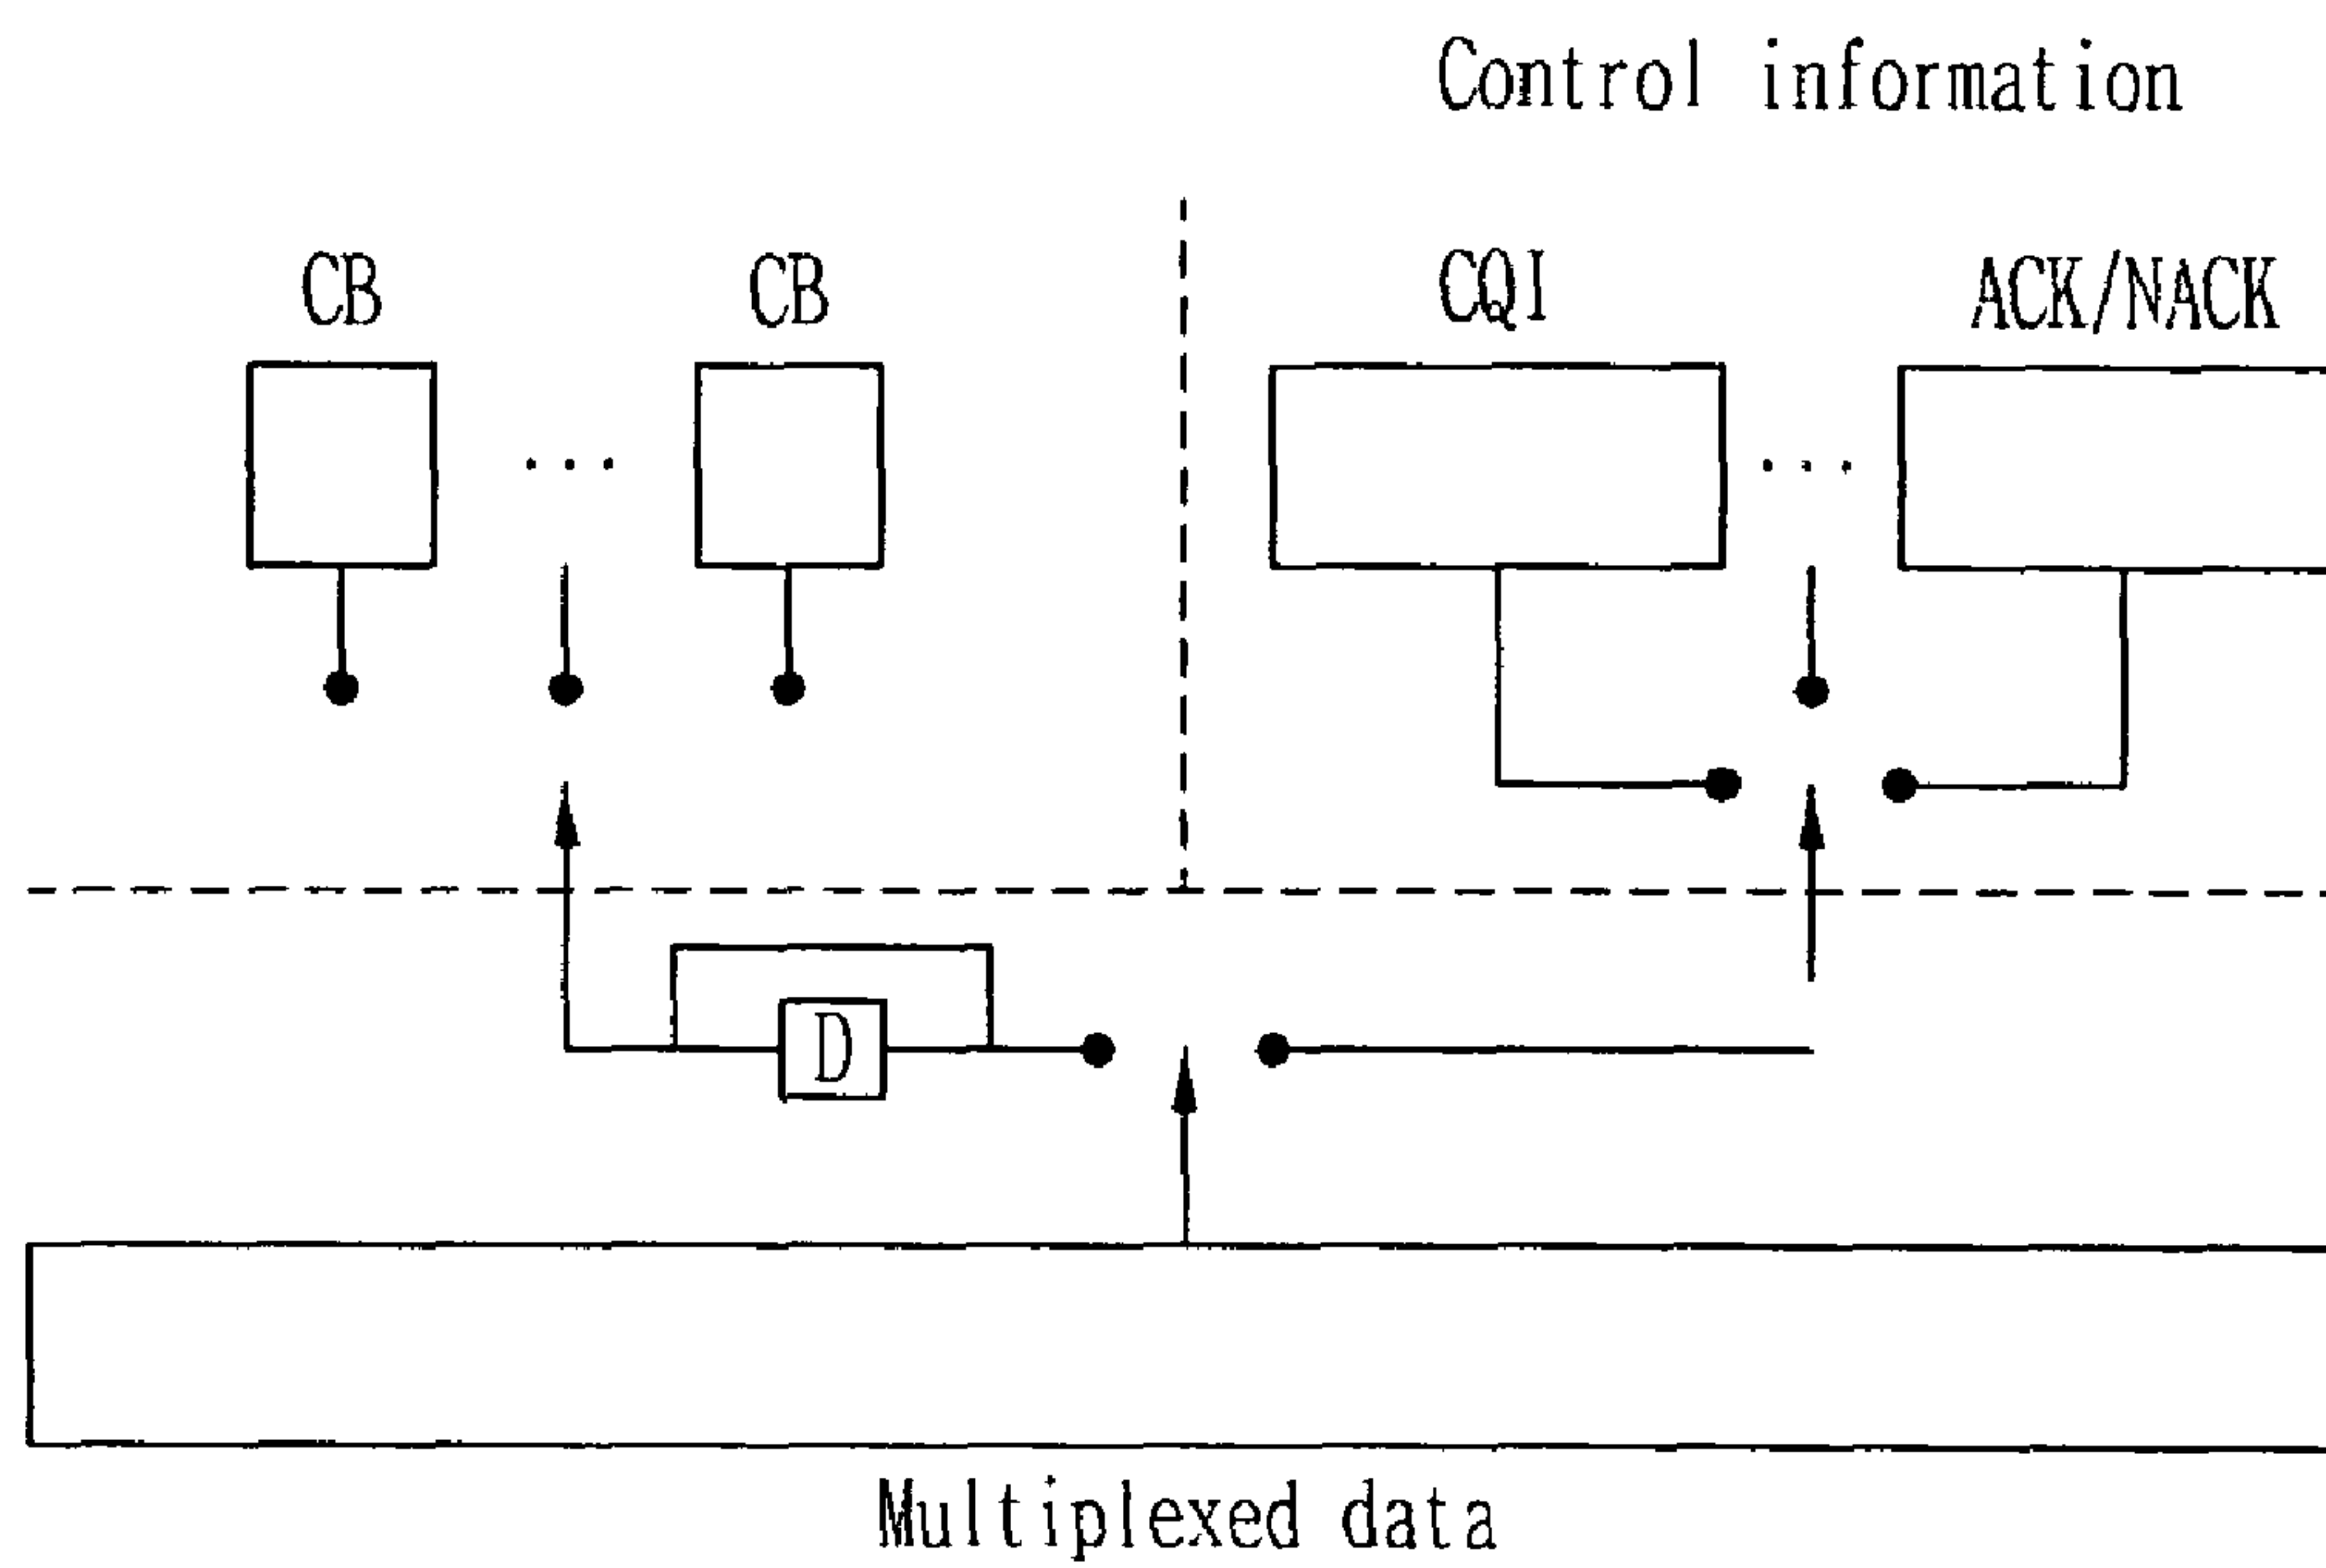 Control information
CB
CB
CQI
ACK/NACK
D
Multiplexed data